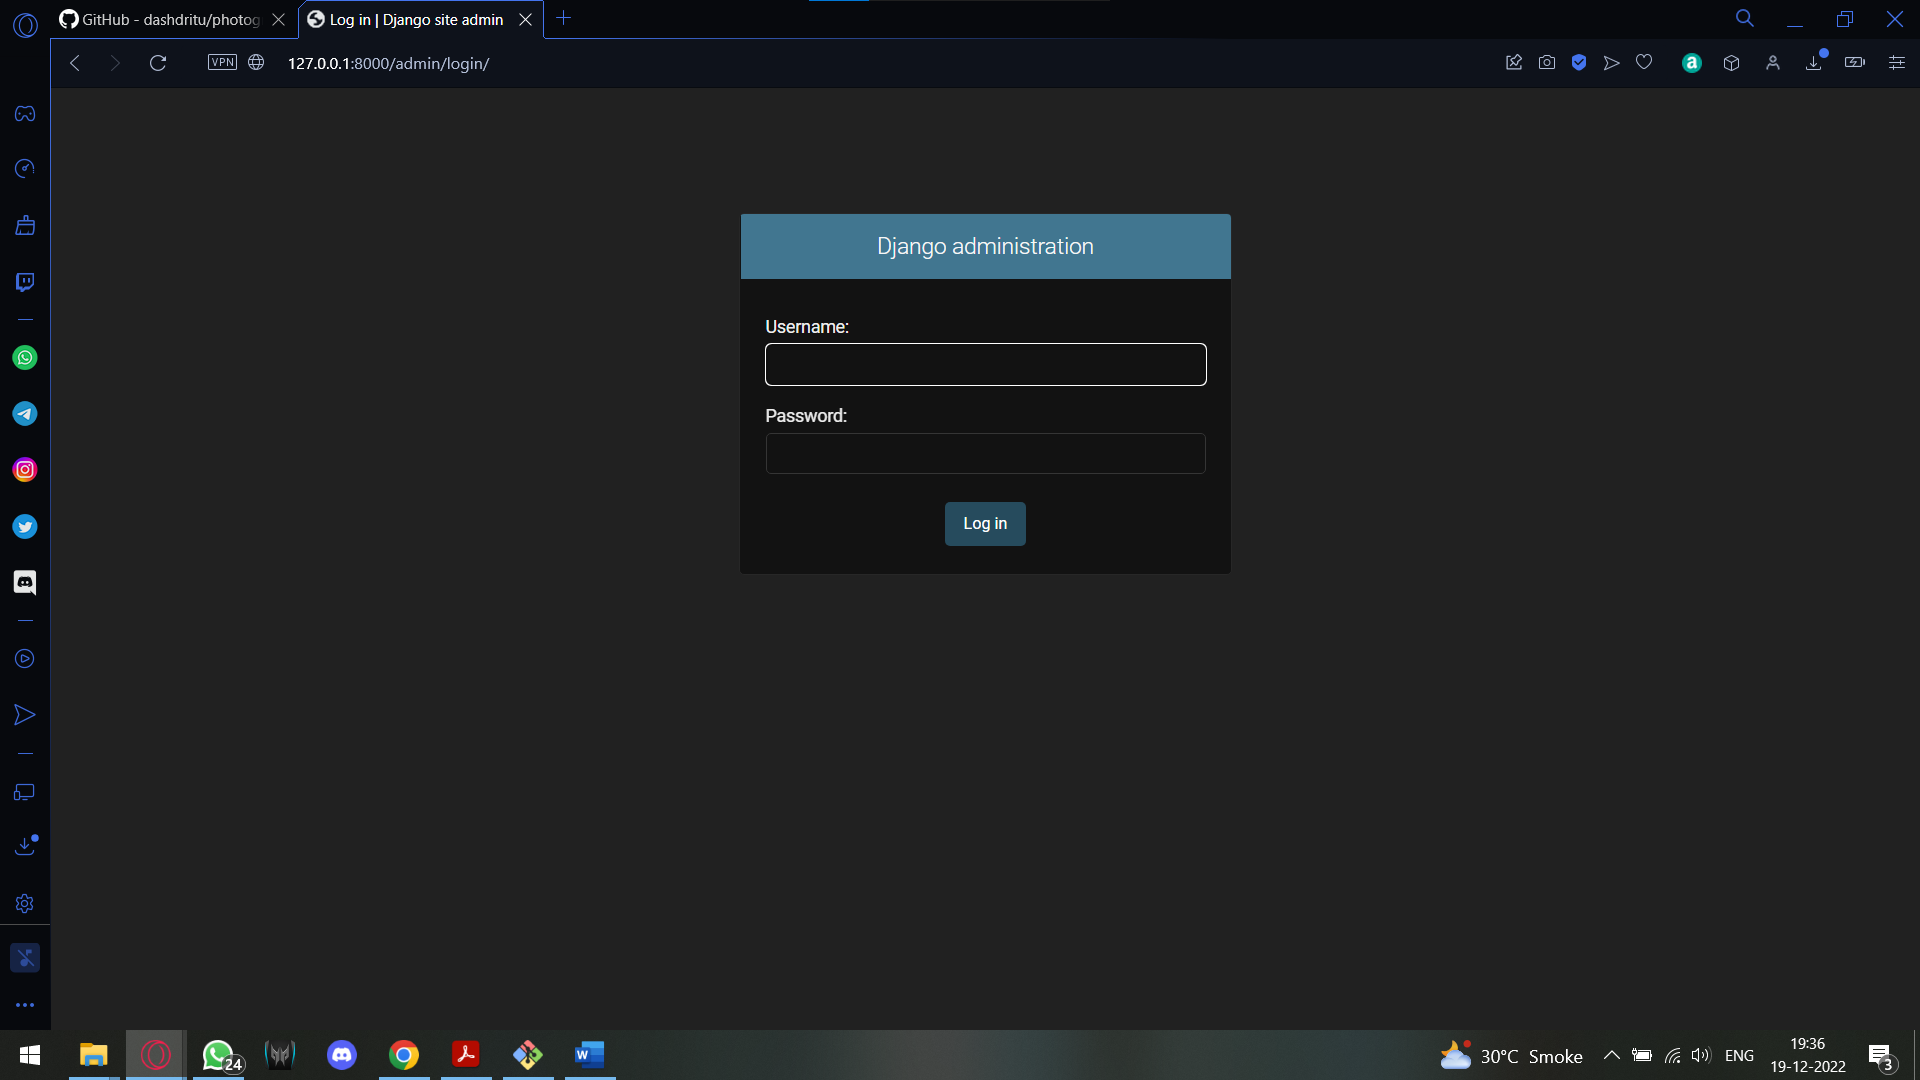 GitHub - dashdritu/photog
Log in | Django site admin
VPN
127.0.0.1:8000/admin/login/
a
Django administration
Username:
Password:
Log in
24
W
30°C Smoke
ENG
19:36
19-12-2022
3